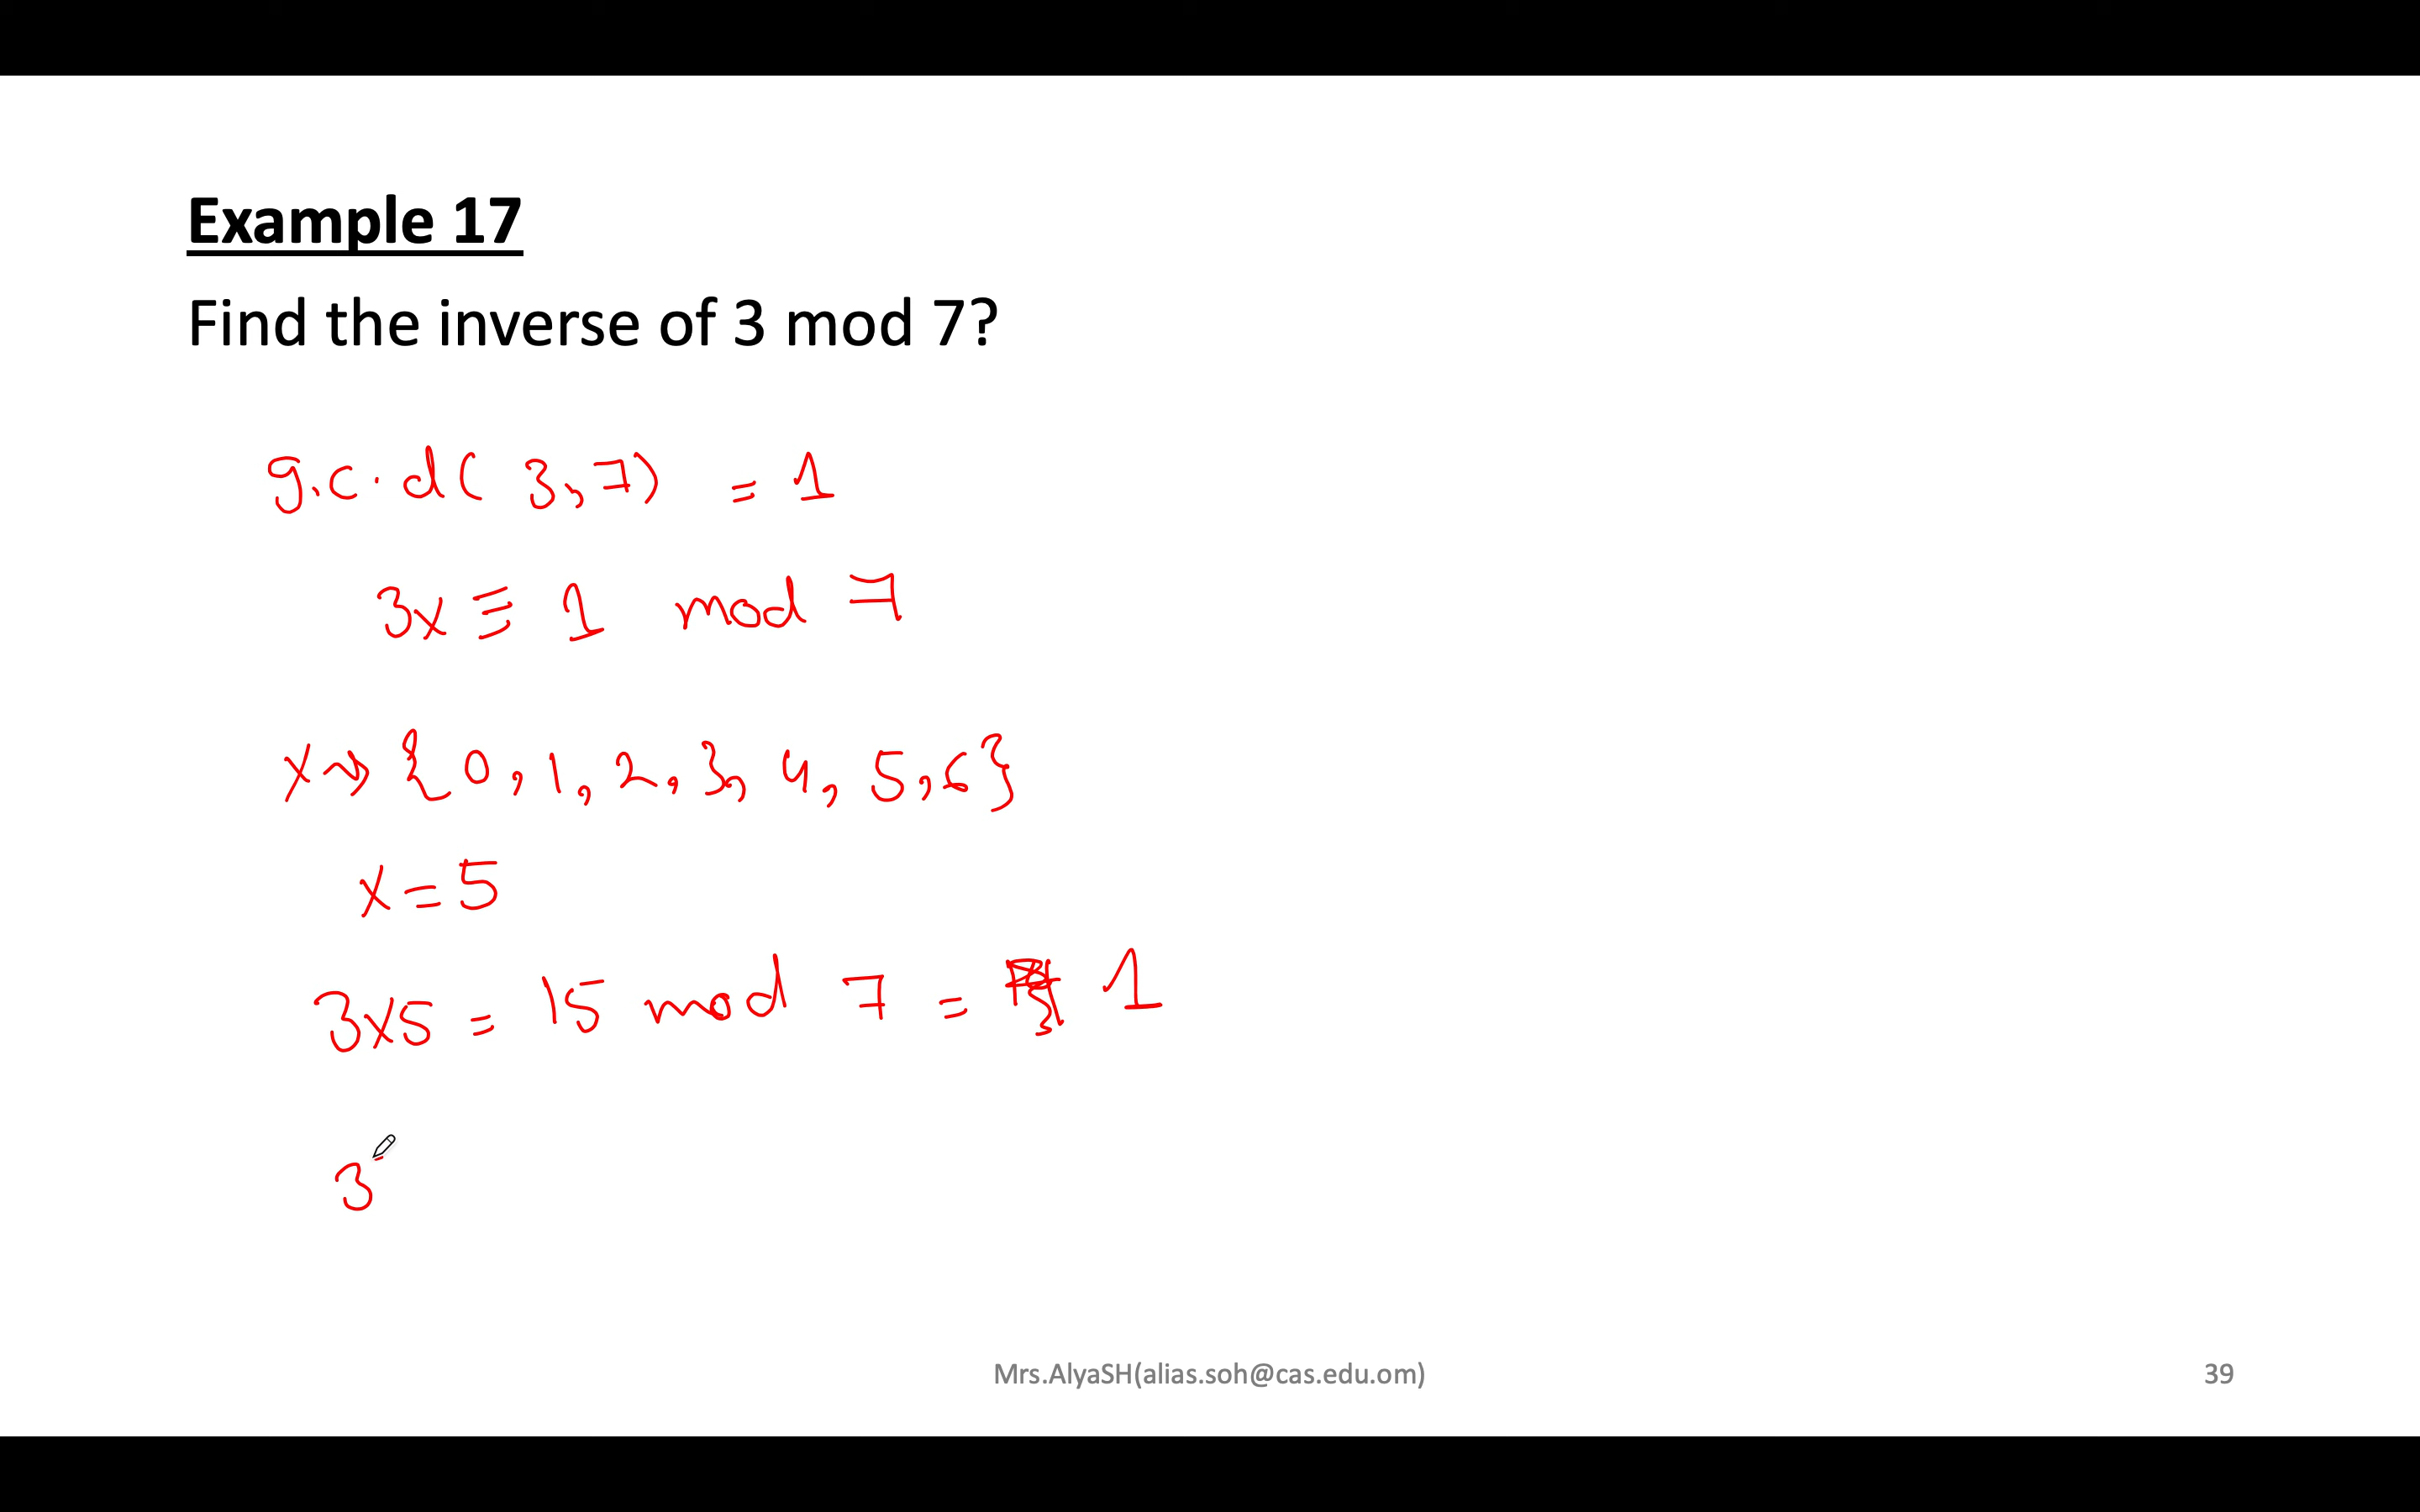 Example 17
Find the inverse of 3 mod 7?
g.c.d( 3,7) = 1
3x ≡ 1 mod 7
x → { 0, 1, 2, 3, 4, 5, 6 }
x = 5
3x5 = 15 mod 7 = 1
3⁻
Mrs.AlyaSH(alias.soh@cas.edu.om)
39